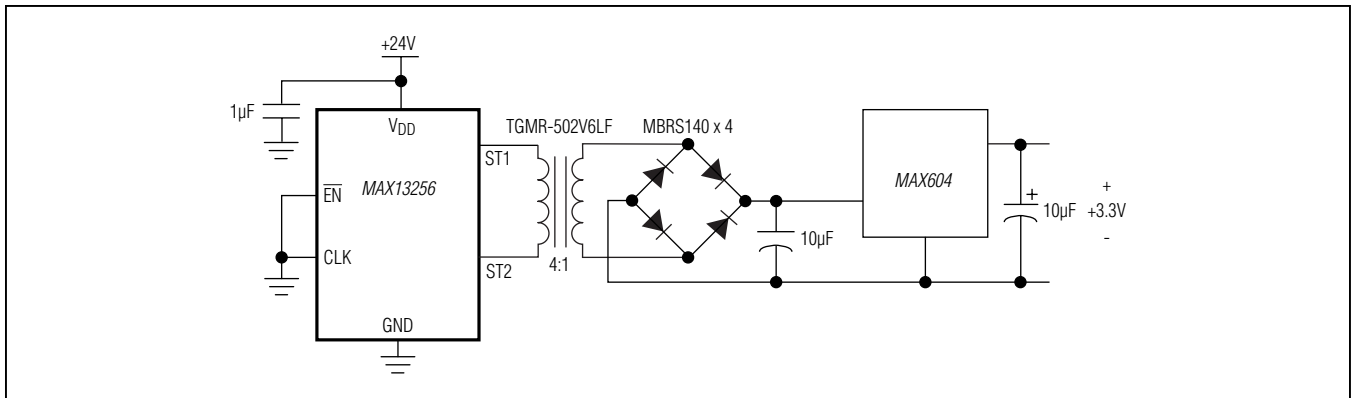 +24V
1µF
VDD
TGMR-502V6LF
MBRS140 x 4
ST1
MAX13256
EN
CLK
ST2
4:1
GND
10µF
MAX604
+
10µF
+
+3.3V
-